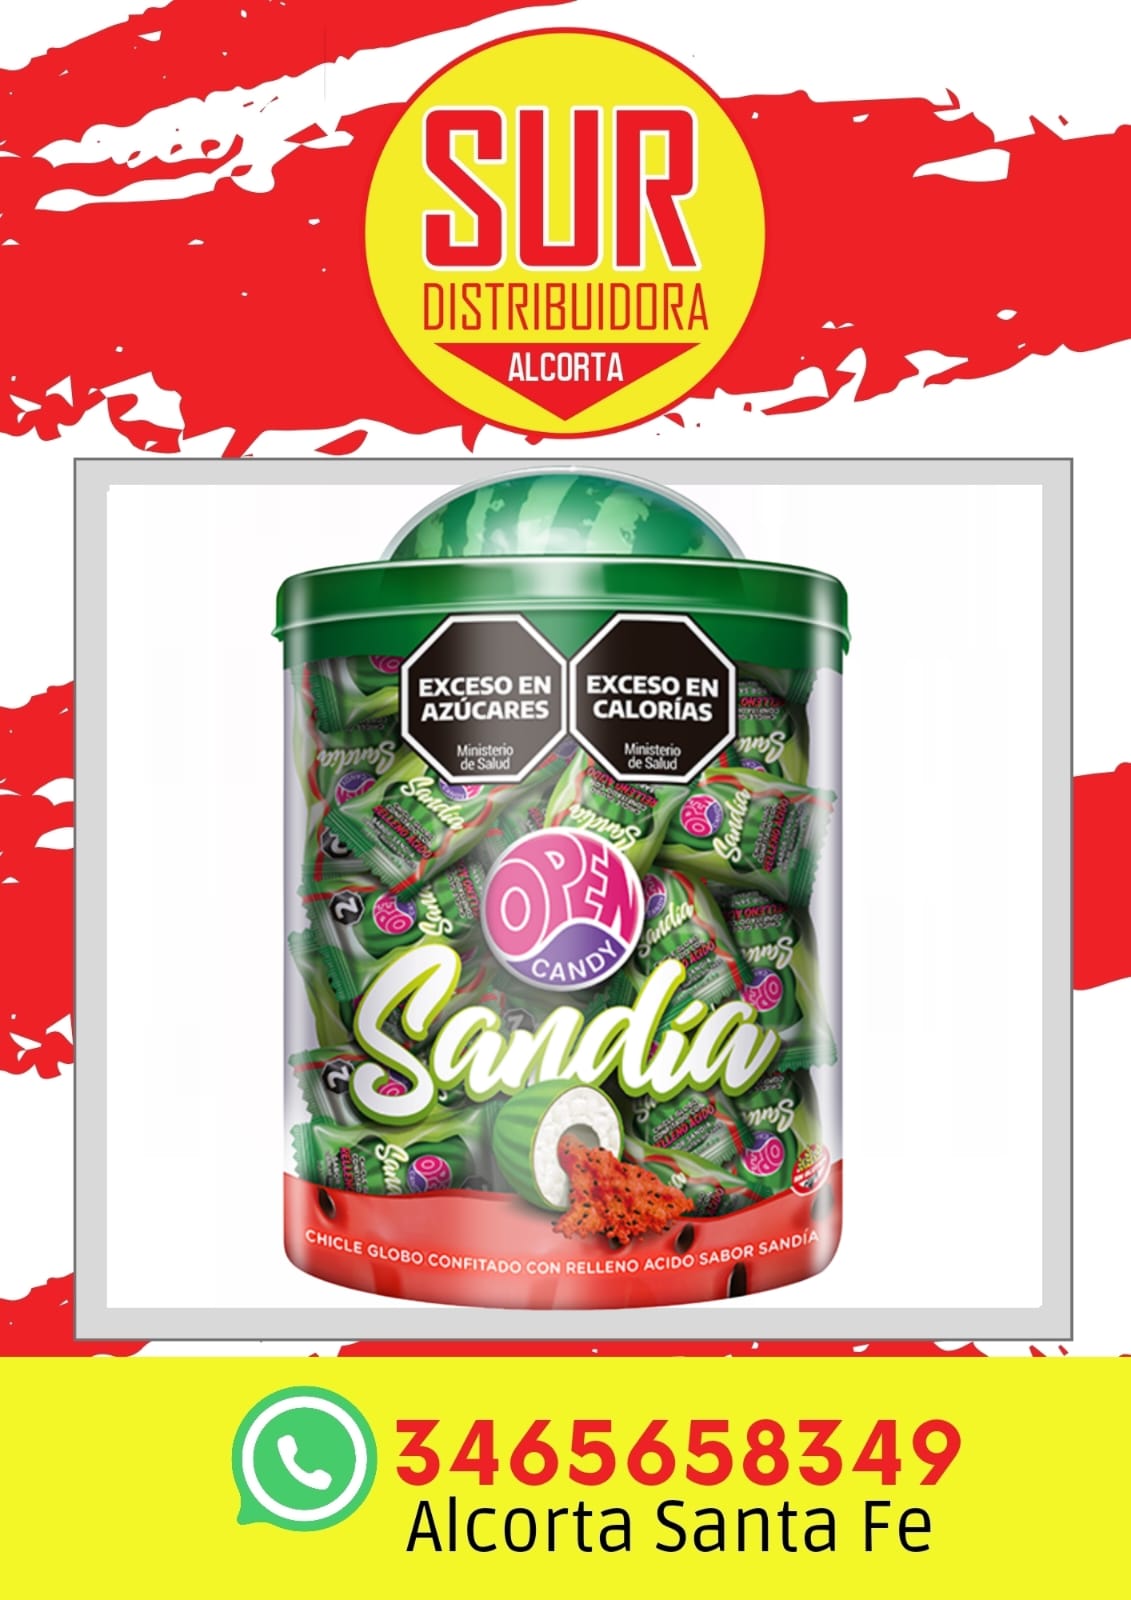 SUR
DISTRIBUIDORA
ALCORTA
EXCESO EN
AZÚCARES
Ministerio
de Salud
EXCESO EN
CALORÍAS
Ministerio
de Salud
OPEN
CANDY
Sandía
CHICLE GLOBO CONFITADO CON RELLENO ACIDO SABOR SANDÍA
3465658349
Alcorta Santa Fe